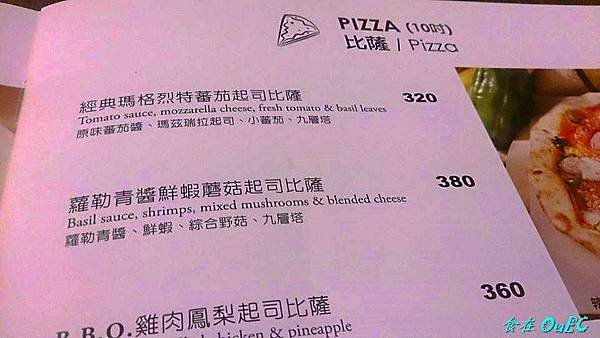 PIZZA (10吋)
比薩 / Pizza
經典瑪格烈特蕃茄起司比薩 320
Tomato sauce, mozzarella cheese, fresh tomato & basil leaves
原味蕃茄醬、瑪茲瑞拉起司、小蕃茄、九層塔
蘿勒青醬鮮蝦蘑菇起司比薩 380
Basil sauce, shrimps, mixed mushrooms & blended cheese
蘿勒青醬、鮮蝦、綜合野菇、九層塔
B.B.Q.雞肉鳳梨起司比薩 360
chicken & pineapple
食在 OuPC